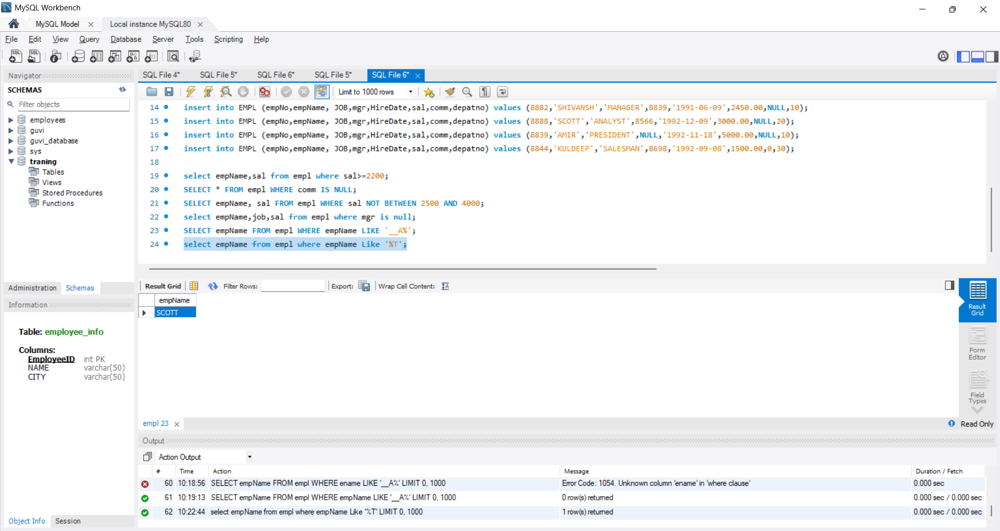 MySQL Workbench
MySQL Model
Local instance MySQL80
File Edit View Query Database Server Tools Scripting Help
Navigator
SCHEMAS
Filter objects
employees
guvi
guvi_database
sys
traning
Tables
Views
Stored Procedures
Functions
Administration Schemas
Information
Table: employee_info
Columns:
EmployeeID int PK
NAME varchar(50)
CITY varchar(50)
Object Info Session
SQL File 4* SQL File 5* SQL File 6* SQL File 5* SQL File 6*
Limit to 1000 rows
14 insert into EMPL (empNo,empName, JOB,mgr,HireDate,sal,comm,depatno) values (8882,'SHIVANSH','MANAGER',8839,'1991-06-09',2450.00,NULL,10);
15 insert into EMPL (empNo,empName, JOB,mgr,HireDate,sal,comm,depatno) values (8888,'SCOTT','ANALYST',8566,'1992-12-09',3000.00,NULL,20);
16 insert into EMPL (empNo,empName, JOB,mgr,HireDate,sal,comm,depatno) values (8839,'AMIR','PRESIDENT',NULL,'1992-11-18',5000.00,NULL,10);
17 insert into EMPL (empNo,empName, JOB,mgr,HireDate,sal,comm,depatno) values (8844,'KULDEEP','SALESMAN',8698,'1992-09-08',1500.00,0,30);
18
19 select empName,sal from empl where sal>=2200;
20 SELECT * FROM empl WHERE comm IS NULL;
21 SELECT empName, sal FROM empl WHERE sal NOT BETWEEN 2500 AND 4000;
22 select empName,job,sal from empl where mgr is null;
23 SELECT empName FROM empl WHERE empName LIKE '__A%';
24 select empName from empl where empName Like '%T';
Result Grid Filter Rows: Export: Wrap Cell Content:
empName
SCOTT
Result
Grid
Form
Editor
Field
Types
empl 23
Read Only
Output
Action Output
# Time Action Message Duration / Fetch
60 10:18:56 SELECT empName FROM empl WHERE ename LIKE '__A%' LIMIT 0, 1000 Error Code: 1054. Unknown column 'ename' in 'where clause' 0.000 sec
61 10:19:13 SELECT empName FROM empl WHERE empName LIKE '__A%' LIMIT 0, 1000 0 row(s) returned 0.000 sec / 0.000 sec
62 10:22:44 select empName from empl where empName Like '%T' LIMIT 0, 1000 1 row(s) returned 0.000 sec / 0.000 sec